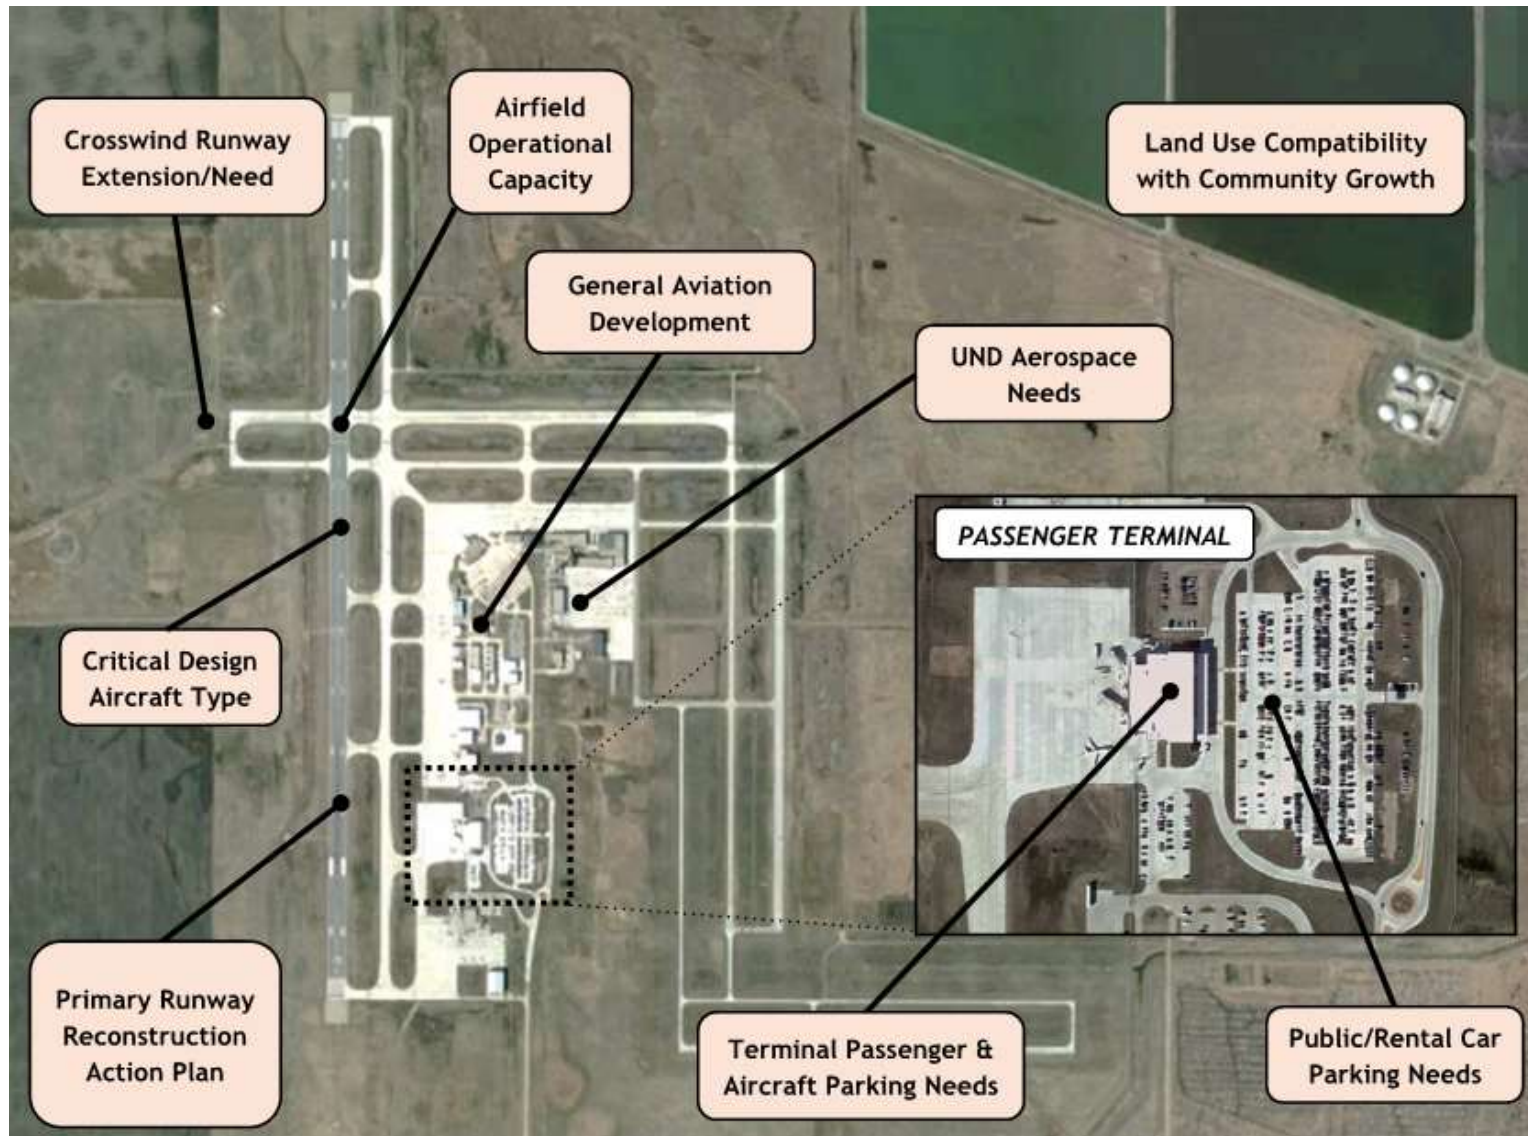 Crosswind Runway
Extension/Need
Airfield
Operational
Capacity
Land Use Compatibility
with Community Growth
General Aviation
Development
UND Aerospace
Needs
PASSENGER TERMINAL
Critical Design
Aircraft Type
Primary Runway
Reconstruction
Action Plan
Terminal Passenger &
Aircraft Parking Needs
Public/Rental Car
Parking Needs